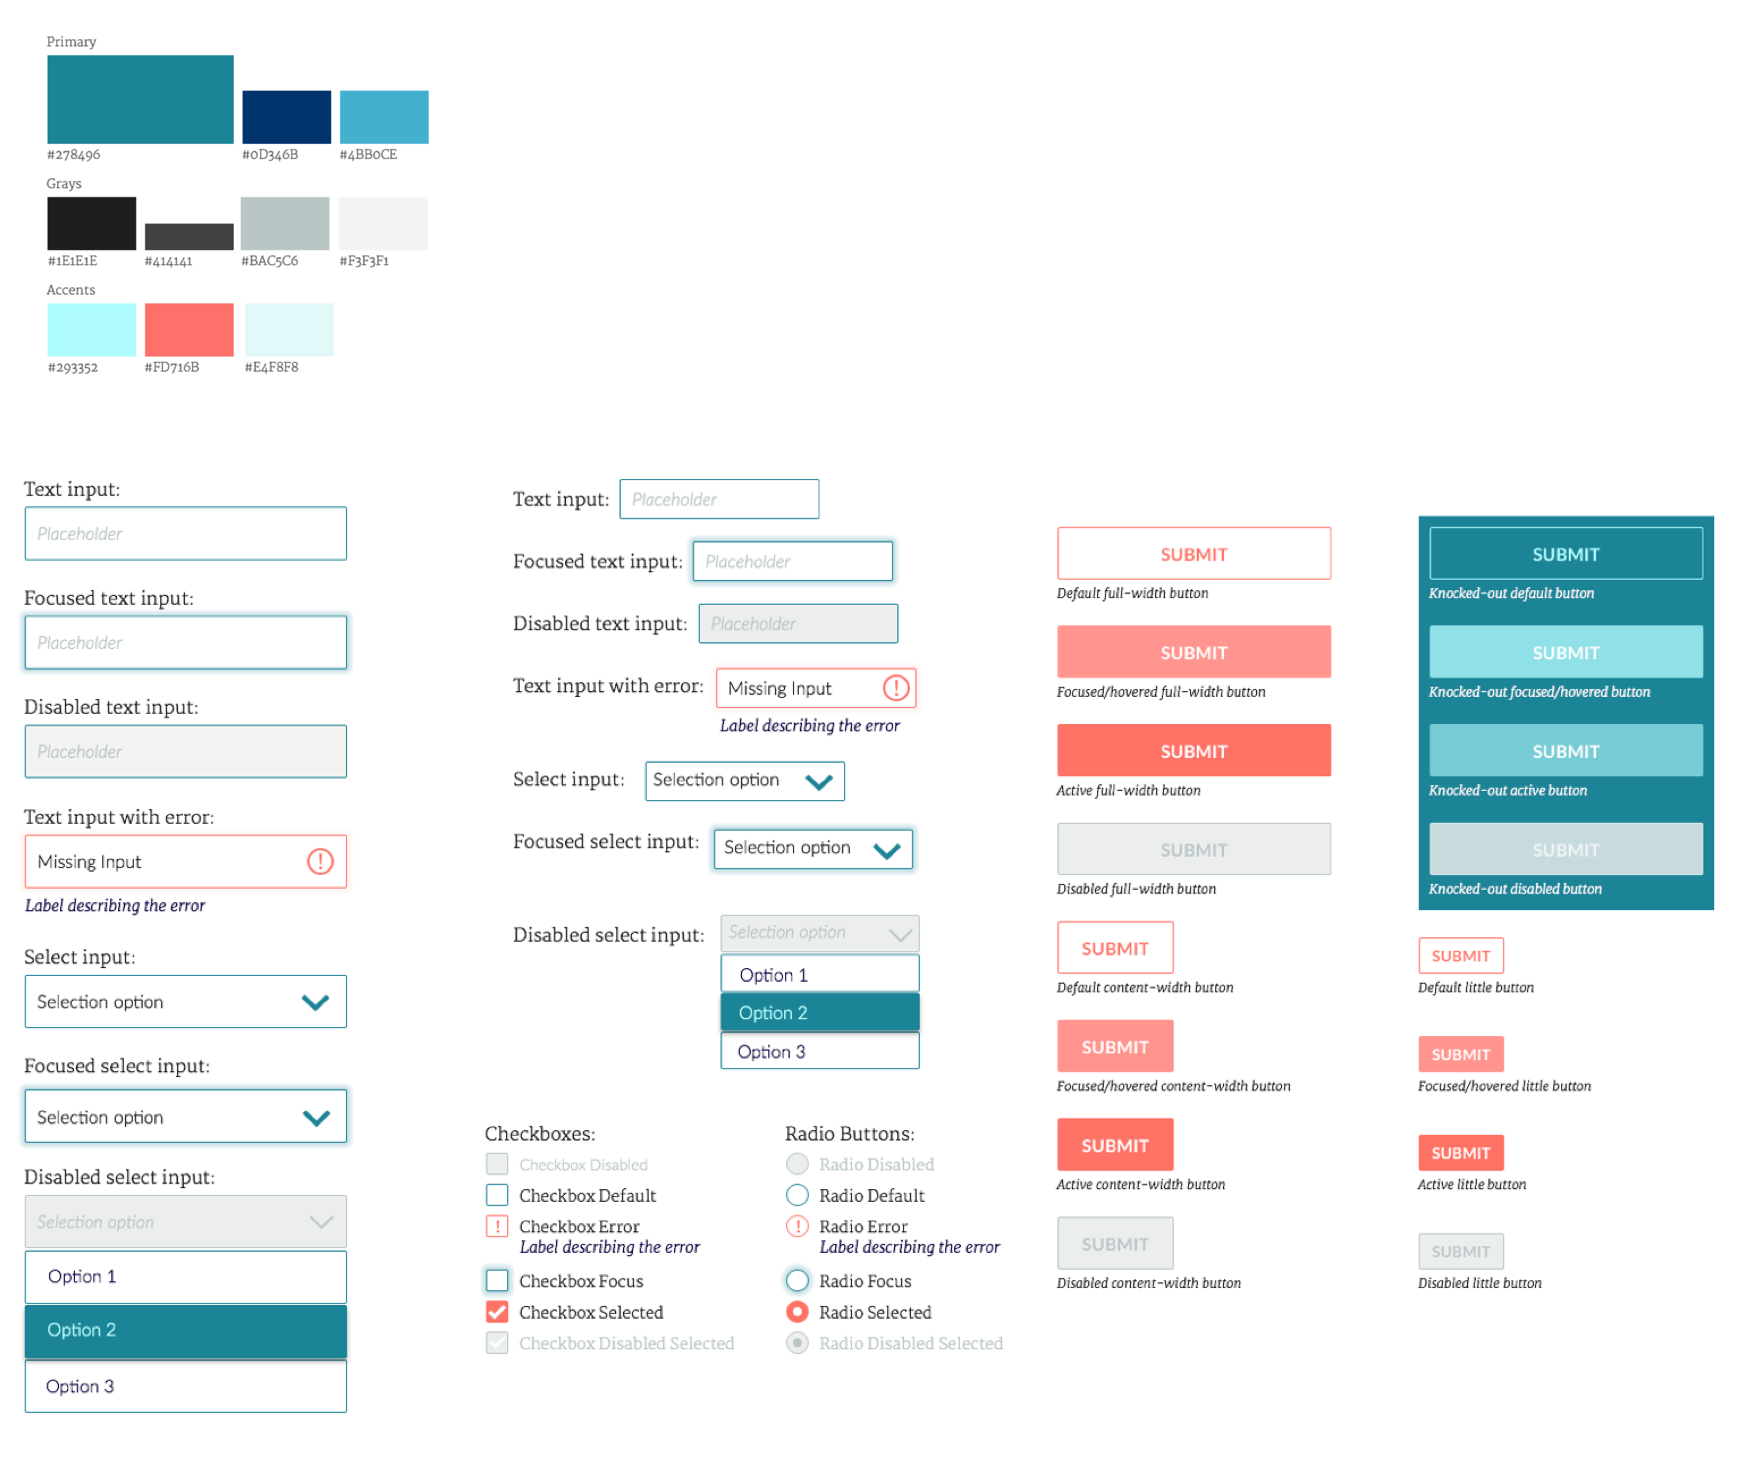 Primary
#278496
#0D346B
#4BB0CE
Grays
#1E1E1E
#414141
#BAC5C6
#F3F3F1
Accents
#293352
#FD716B
#E4F8F8
Text input:
Placeholder
Focused text input:
Placeholder
Disabled text input:
Placeholder
Text input with error:
Missing Input
Label describing the error
Select input:
Selection option
Focused select input:
Selection option
Disabled select input:
Selection option
Option 1
Option 2
Option 3
Text input:
Placeholder
Focused text input:
Placeholder
Disabled text input:
Placeholder
Text input with error:
Missing Input
Label describing the error
Select input:
Selection option
Focused select input:
Selection option
Disabled select input:
Selection option
Option 1
Option 2
Option 3
Checkboxes:
Checkbox Disabled
Checkbox Default
Checkbox Error
Label describing the error
Checkbox Focus
Checkbox Selected
Checkbox Disabled Selected
Radio Buttons:
Radio Disabled
Radio Default
Radio Error
Label describing the error
Radio Focus
Radio Selected
Radio Disabled Selected
SUBMIT
Default full-width button
SUBMIT
Focused/hovered full-width button
SUBMIT
Active full-width button
SUBMIT
Disabled full-width button
SUBMIT
Default content-width button
SUBMIT
Focused/hovered content-width button
SUBMIT
Active content-width button
SUBMIT
Disabled content-width button
SUBMIT
Knocked-out default button
SUBMIT
Knocked-out focused/hovered button
SUBMIT
Knocked-out active button
SUBMIT
Knocked-out disabled button
SUBMIT
Default little button
SUBMIT
Focused/hovered little button
SUBMIT
Active little button
SUBMIT
Disabled little button